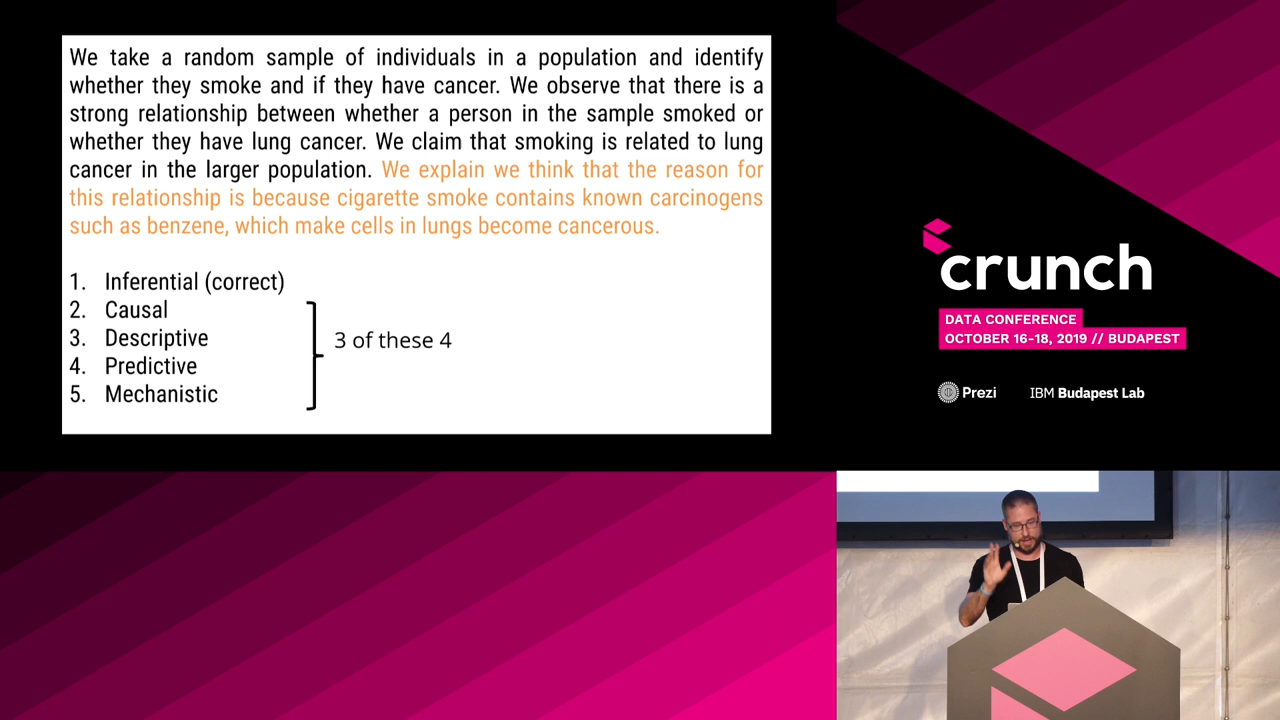 We take a random sample of individuals in a population and identify
whether they smoke and if they have cancer. We observe that there is a
strong relationship between whether a person in the sample smoked or
whether they have lung cancer. We claim that smoking is related to lung
cancer in the larger population. We explain we think that the reason for
this relationship is because cigarette smoke contains known carcinogens
such as benzene, which make cells in lungs become cancerous.
1. Inferential (correct)
2. Causal
3. Descriptive
4. Predictive
5. Mechanistic
3 of these 4
crunch
DATA CONFERENCE
OCTOBER 16-18, 2019 // BUDAPEST
Prezi
IBM Budapest Lab